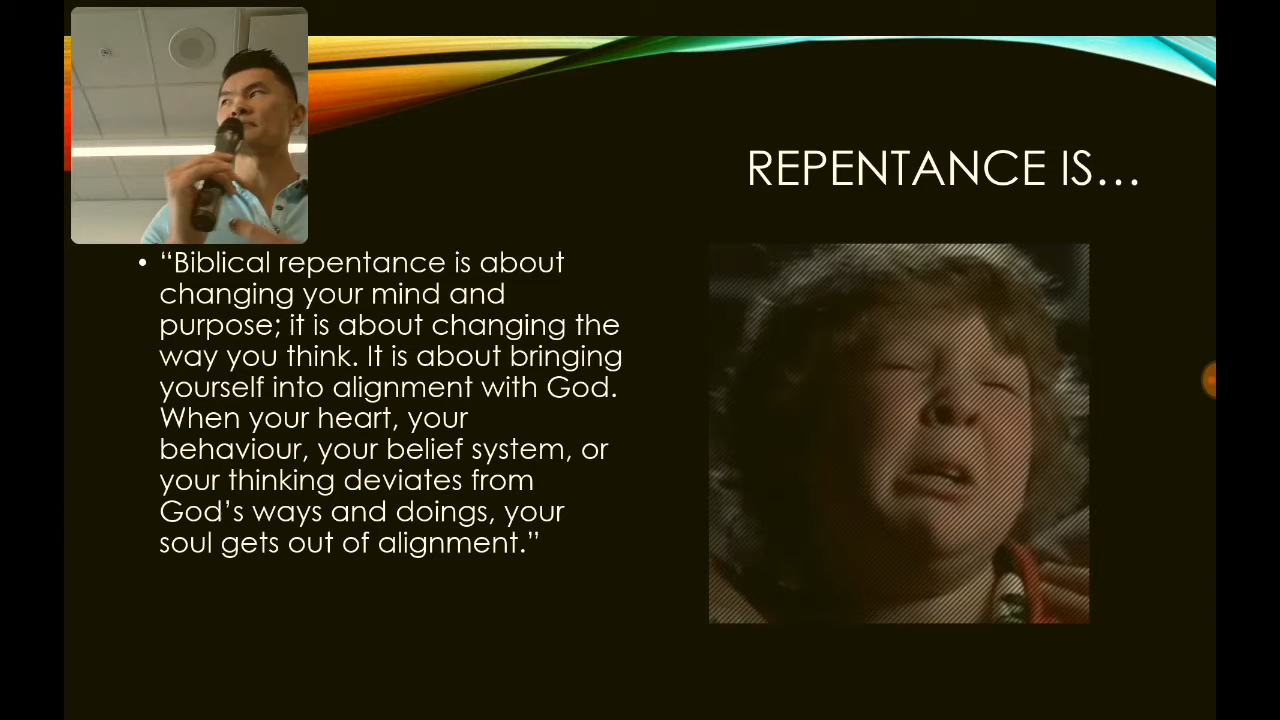 REPENTANCE IS…
• “Biblical repentance is about
changing your mind and
purpose; it is about changing the
way you think. It is about bringing
yourself into alignment with God.
When your heart, your
behaviour, your belief system, or
your thinking deviates from
God’s ways and doings, your
soul gets out of alignment.”